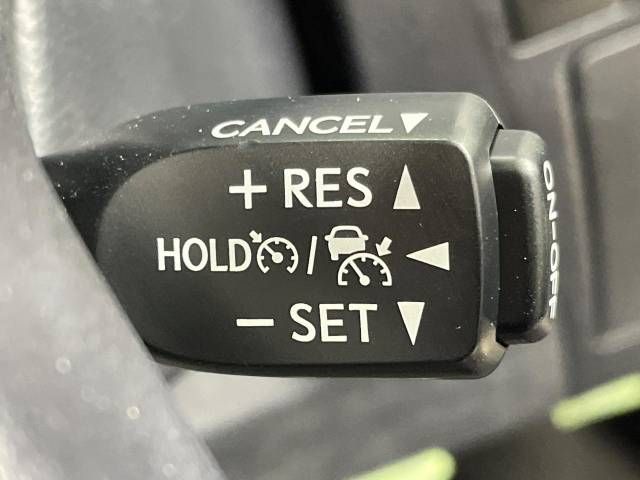 CANCEL▼
+ RES ▲
HOLD / ◀
− SET ▼
ON-OFF